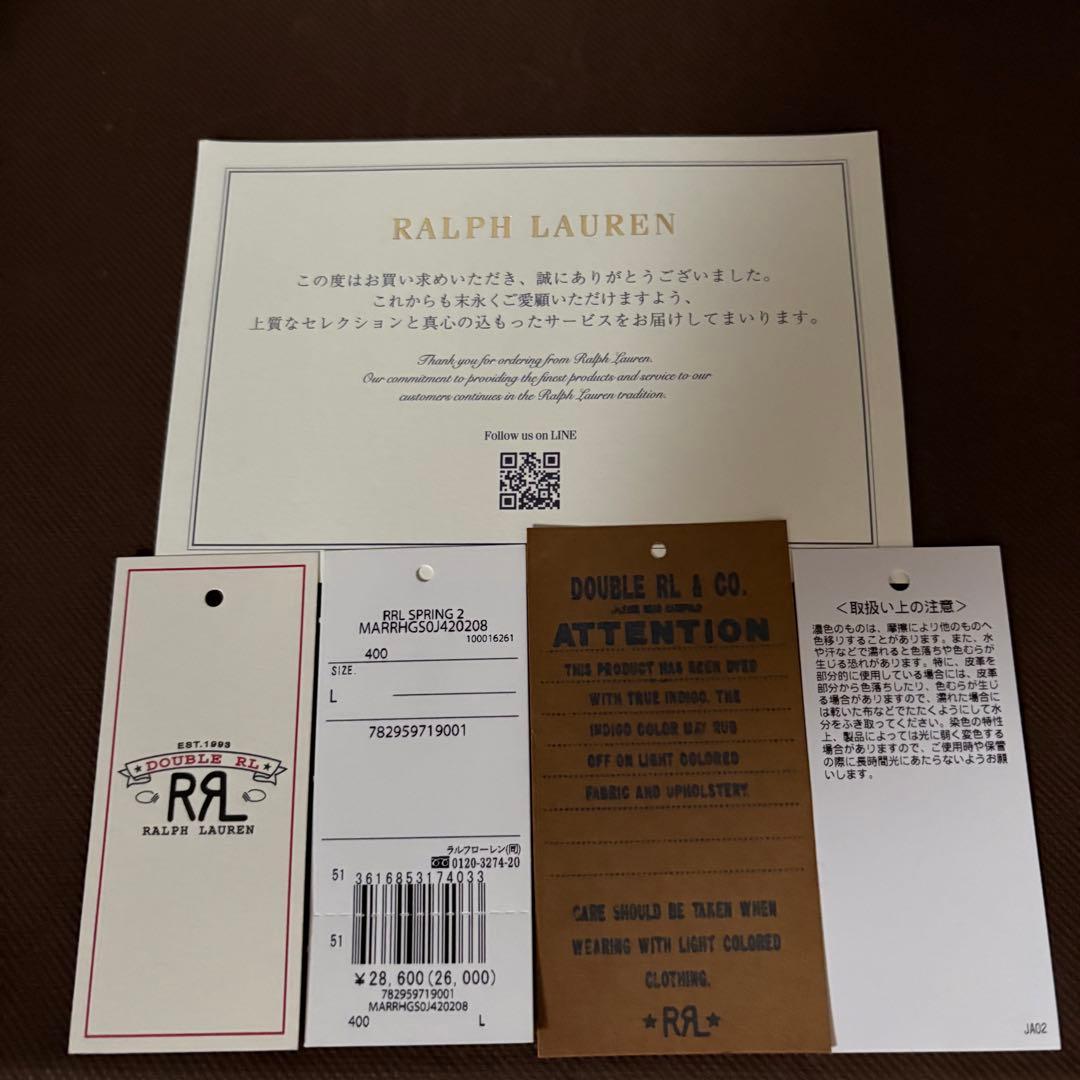 RALPH LAUREN
この度はお買い求めいただき、誠にありがとうございました。
これからも末永くご愛顧いただけますよう、
上質なセレクションと真心の込もったサービスをお届けしてまいります。
Thank you for ordering from Ralph Lauren.
Our commitment to providing the finest products and service to our
customers continues in the Ralph Lauren tradition.
Follow us on LINE
EST.1993
DOUBLE RL
RRL
RALPH LAUREN
RRL SPRING 2
MARRHGS0J420208
100016261
400
SIZE.
L
782959719001
ラルフローレン(同)
0120-3274-20
51 3616853174033
51
¥28,600(26,000)
782959719001
MARRHGS0J420208
400 L
DOUBLE RL & CO.
PLEASE READ CAREFULLY
ATTENTION
THIS PRODUCT HAS BEEN DYED
WITH TRUE INDIGO. THE
INDIGO COLOR MAY RUB
OFF ON LIGHT COLORED
FABRIC AND UPHOLSTERY.
CARE SHOULD BE TAKEN WHEN
WEARING WITH LIGHT COLORED
CLOTHING.
RRL
＜取扱い上の注意＞
濃色のものは、摩擦により他のものへ
色移りすることがあります。また、水
や汗などで濡れると色落ちや色むらが
生じる恐れがあります。特に、皮革を
部分的に使用している場合には、皮革
部分から色落ちしたり、色むらが生じ
る場合がありますので、濡れた場合に
は乾いた布などでたたくようにして水
分をふき取ってください。染色の特性
上、製品によっては光に弱く変色する
場合がありますので、ご使用時や保管
の際に長時間光にあたらないようお願
いします。
JA02